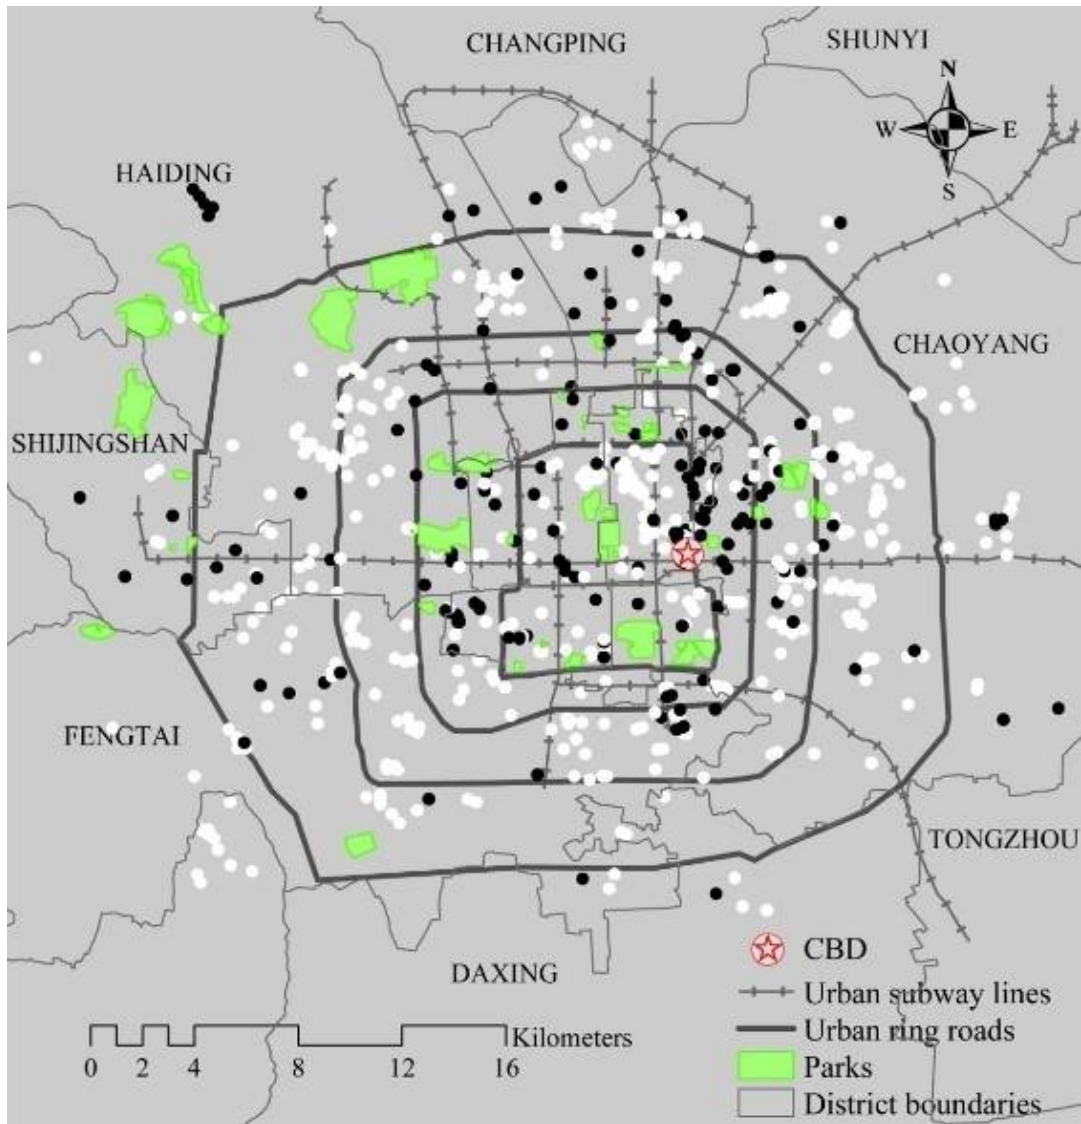 CHANGPING
SHUNYI
N
W E
S
HAIDING
CHAOYANG
SHIJINGSHAN
FENGTAI
TONGZHOU
DAXING
CBD
Urban subway lines
Urban ring roads
Parks
District boundaries
Kilometers
0 2 4 8 12 16